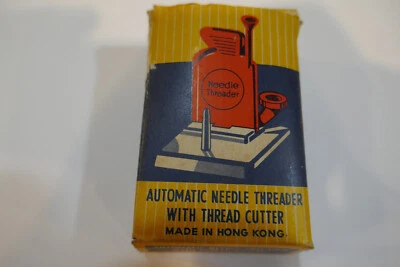 Needle
Threader
AUTOMATIC NEEDLE THREADER
WITH THREAD CUTTER
MADE IN HONG KONG